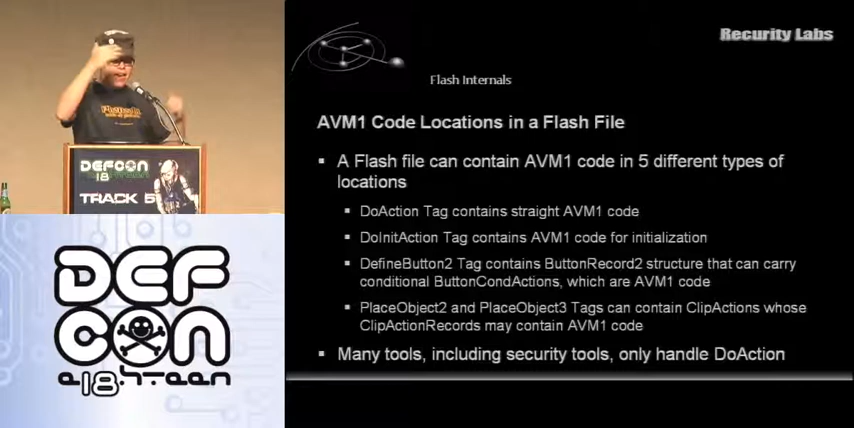 DEFCON
18
TRACK 5
DEF
CON
Recurity Labs
Flash Internals
AVM1 Code Locations in a Flash File
▪ A Flash file can contain AVM1 code in 5 different types of
locations
▪ DoAction Tag contains straight AVM1 code
▪ DoInitAction Tag contains AVM1 code for initialization
▪ DefineButton2 Tag contains ButtonRecord2 structure that can carry
conditional ButtonCondActions, which are AVM1 code
▪ PlaceObject2 and PlaceObject3 Tags can contain ClipActions whose
ClipActionRecords may contain AVM1 code
▪ Many tools, including security tools, only handle DoAction